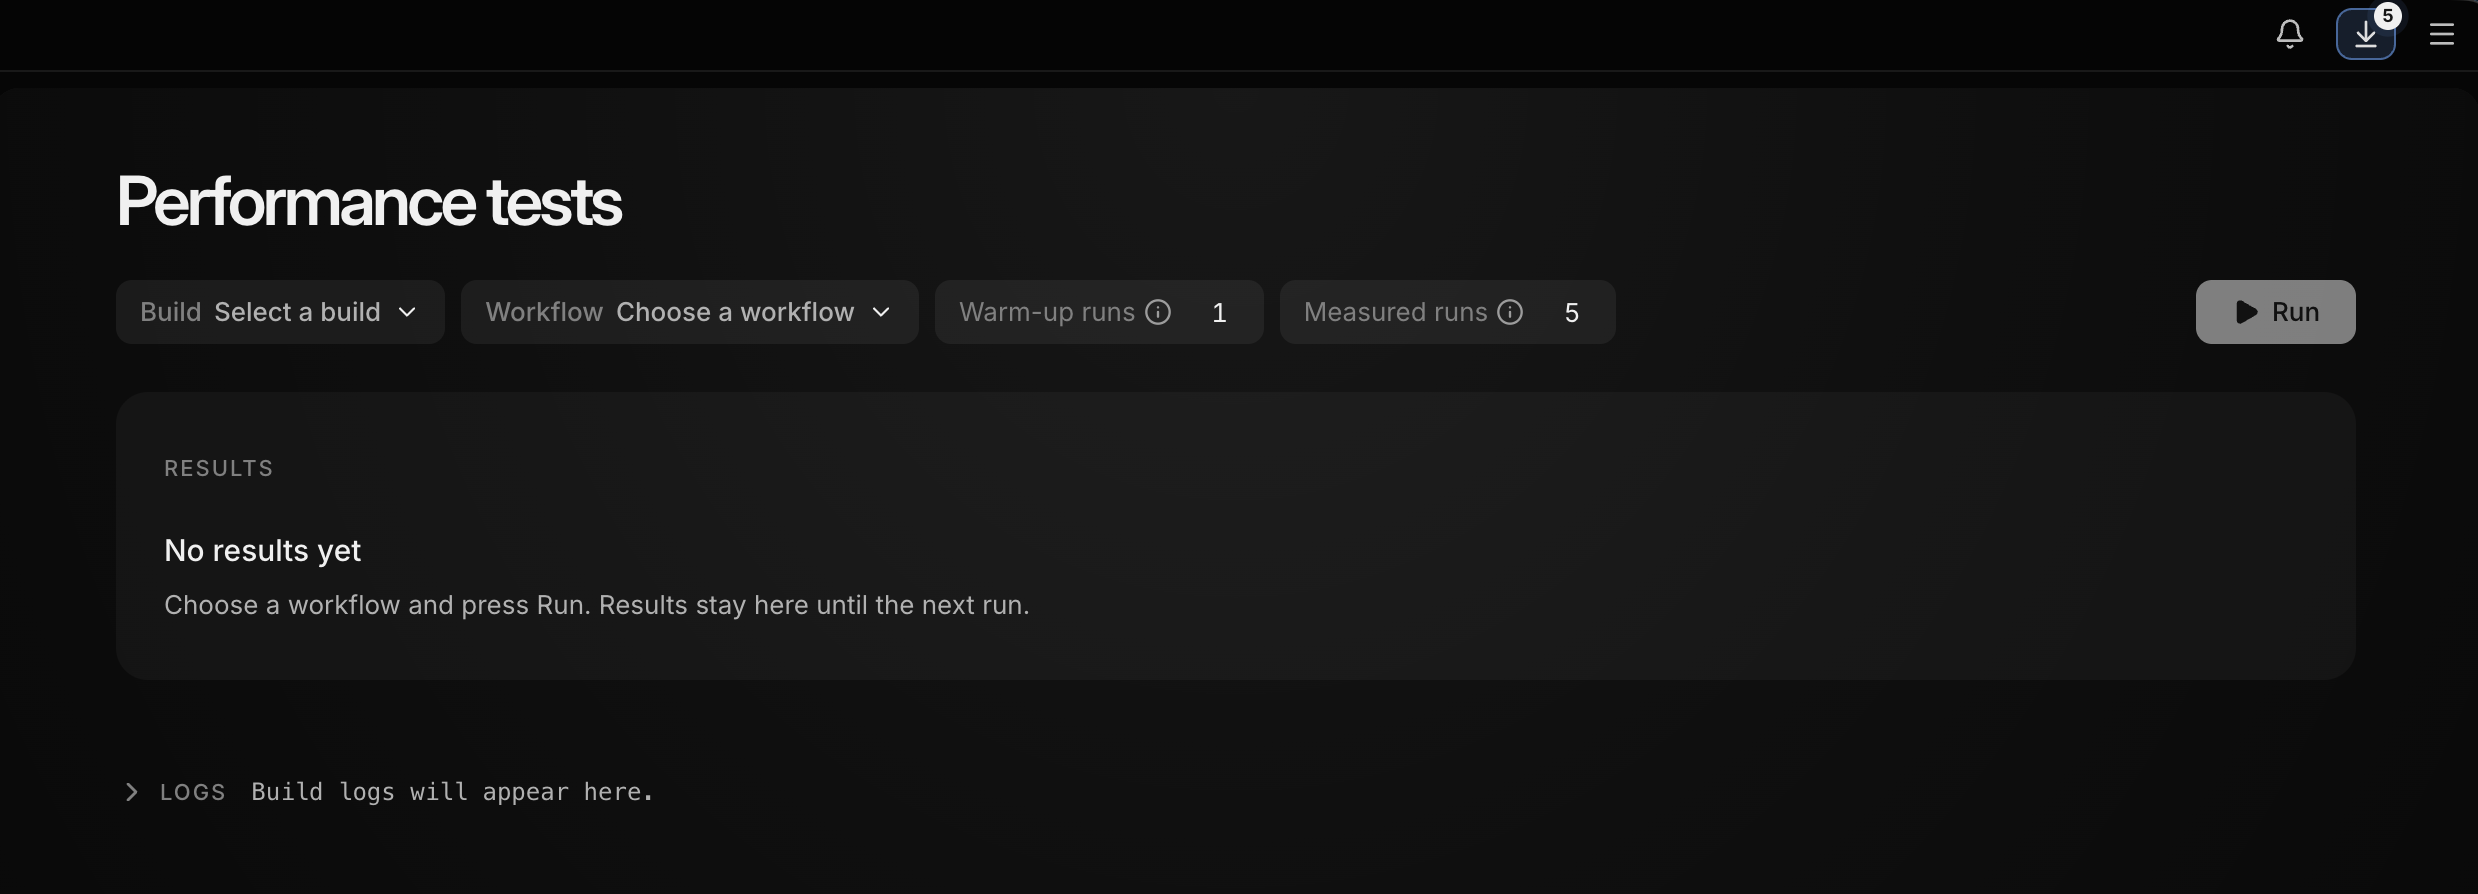 5
Performance tests
Build Select a build Workflow Choose a workflow Warm-up runs 1 Measured runs 5 Run
RESULTS
No results yet
Choose a workflow and press Run. Results stay here until the next run.
LOGS Build logs will appear here.